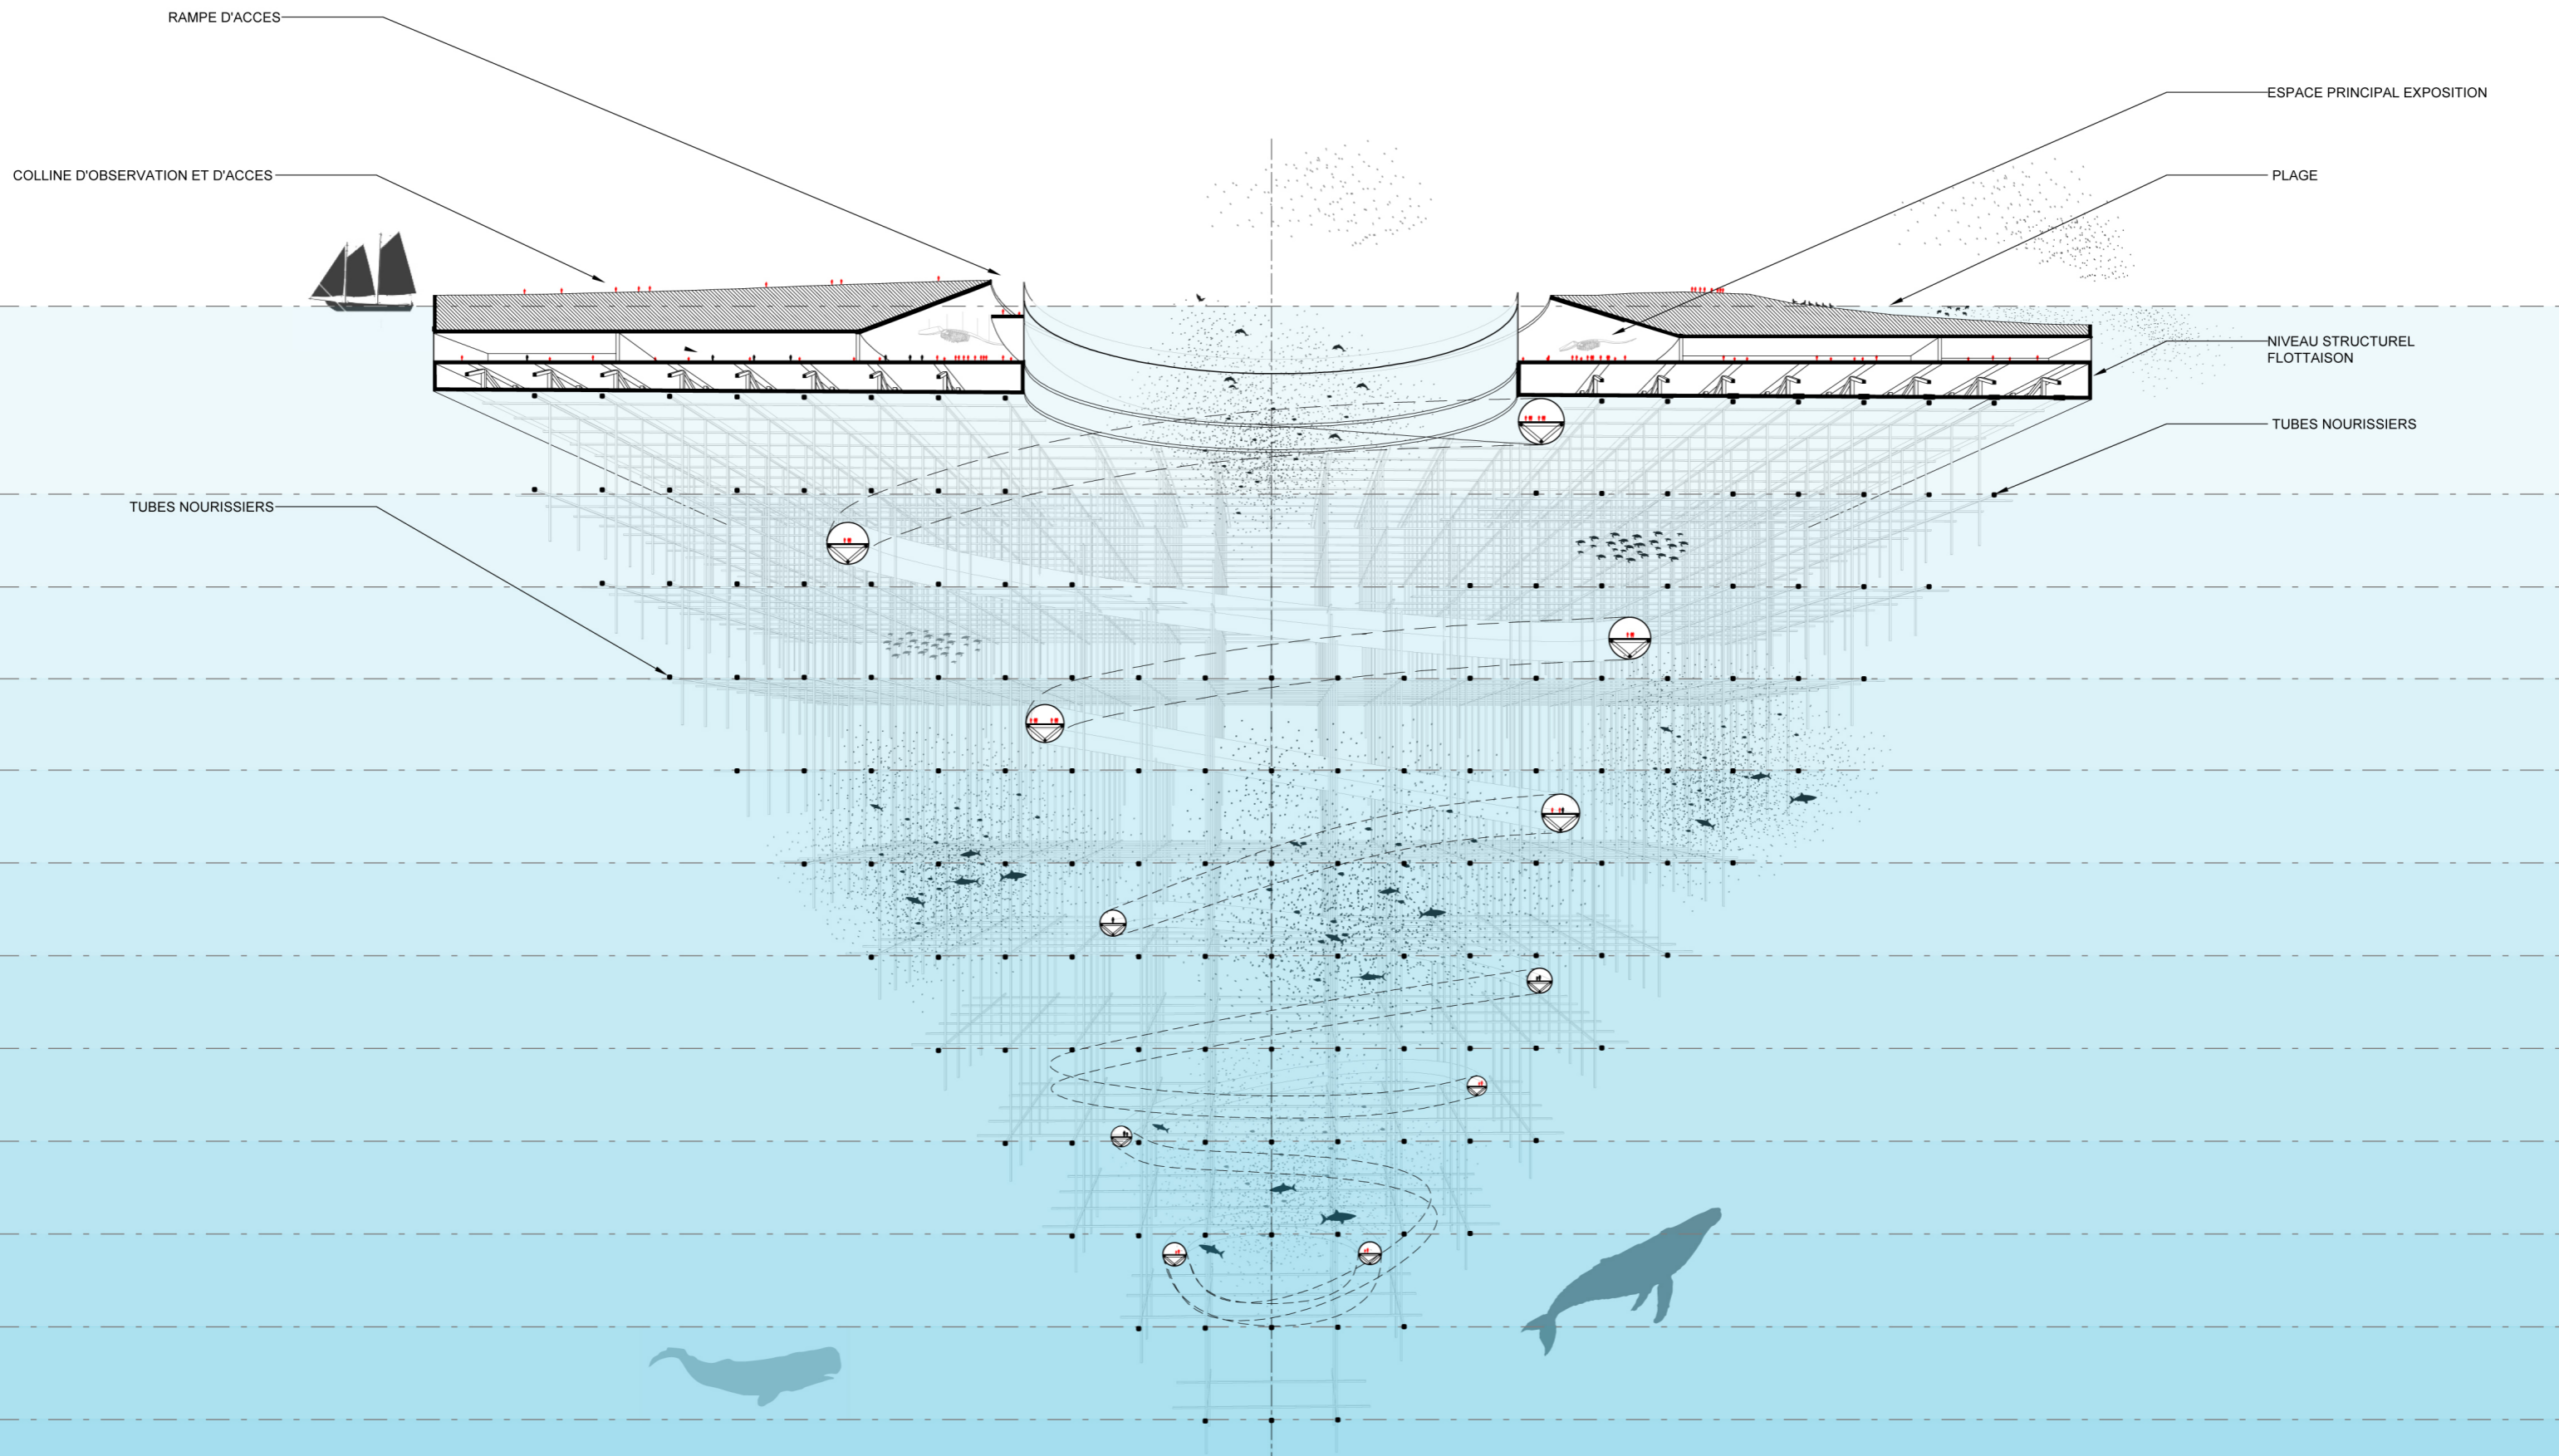 RAMPE D'ACCES
ESPACE PRINCIPAL EXPOSITION
COLLINE D'OBSERVATION ET D'ACCES
PLAGE
NIVEAU STRUCTUREL
FLOTTAISON
TUBES NOURISSIERS
TUBES NOURISSIERS